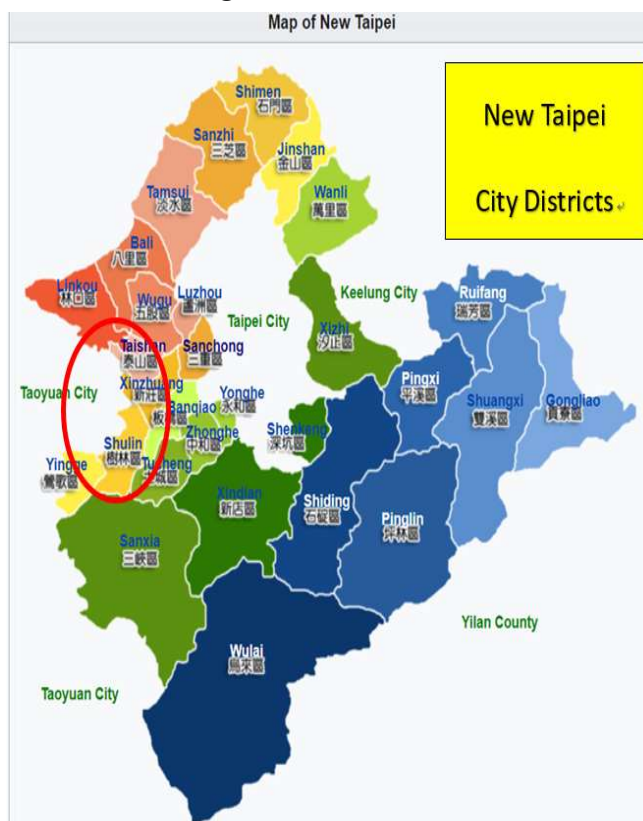 Map of New Taipei
New Taipei
City Districts
Shimen
石門區
Sanzhi
三芝區
Jinshan
金山區
Tamsui
淡水區
Wanli
萬里區
Bali
八里區
Linkou
林口區
Wugu
五股區
Luzhou
蘆洲區
Keelung City
Ruifang
瑞芳區
Taipei City
Xizhi
汐止區
Taishan
泰山區
Sanchong
三重區
Pingxi
平溪區
Taoyuan City
Xinzhuang
新莊區
Banqiao
板橋區
Yonghe
永和區
Shuangxi
雙溪區
Gongliao
貢寮區
Zhonghe
中和區
Shenkeng
深坑區
Shulin
樹林區
Yingge
鶯歌區
Tucheng
土城區
Xindian
新店區
Shiding
石碇區
Pinglin
坪林區
Sanxia
三峽區
Yilan County
Wulai
烏來區
Taoyuan City